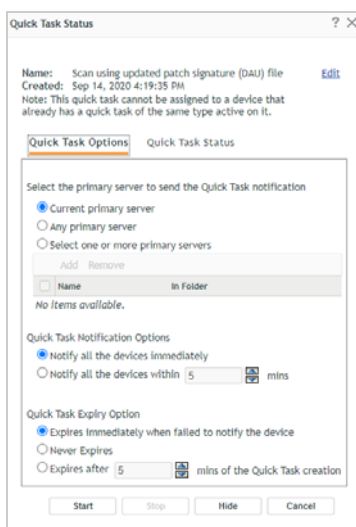 Quick Task Status ?
Name: Scan using updated patch signature (DAU) file Edit
Created: Sep 14, 2020 4:19:35 PM
Note: This quick task cannot be assigned to a device that
already has a quick task of the same type active on it.
Quick Task Options Quick Task Status
Select the primary server to send the Quick Task notification
Current primary server
Any primary server
Select one or more primary servers
Add Remove
Name In Folder
No items available.
Quick Task Notification Options
Notify all the devices immediately
Notify all the devices within 5 mins
Quick Task Expiry Option
Expires immediately when failed to notify the device
Never Expires
Expires after 5 mins of the Quick Task creation
Start Stop Hide Cancel